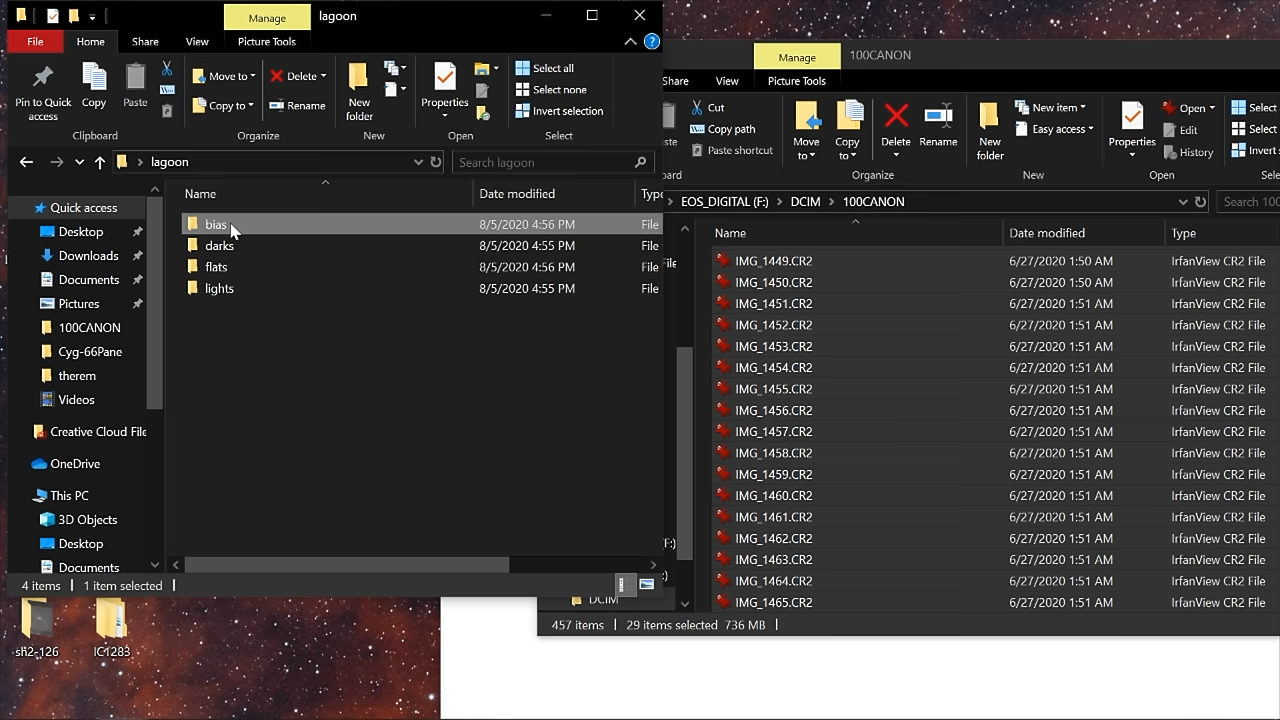 Manage
lagoon
File
Home
Share
View
Picture Tools
Pin to Quick access
Copy
Paste
Move to
Copy to
Delete
Rename
New folder
Properties
Select all
Select none
Invert selection
Clipboard
Organize
New
Open
Select
lagoon
Search lagoon
Name
Date modified
Quick access
Desktop
Downloads
Documents
Pictures
100CANON
Cyg-66Pane
therem
Videos
Creative Cloud File
OneDrive
This PC
3D Objects
Desktop
Documents
bias 8/5/2020 4:56 PM File
darks 8/5/2020 4:55 PM File
flats 8/5/2020 4:56 PM File
lights 8/5/2020 4:55 PM File
4 items
1 item selected
Manage
100CANON
Share
View
Picture Tools
Cut
Copy path
Paste shortcut
Move to
Copy to
Delete
Rename
New folder
New item
Easy access
Properties
Open
Edit
History
Select
Select
Invert s
Organize
New
Open
EOS_DIGITAL (F:) DCIM 100CANON
Search 100
Name Date modified Type
IMG_1449.CR2 6/27/2020 1:50 AM IrfanView CR2 File
IMG_1450.CR2 6/27/2020 1:50 AM IrfanView CR2 File
IMG_1451.CR2 6/27/2020 1:51 AM IrfanView CR2 File
IMG_1452.CR2 6/27/2020 1:51 AM IrfanView CR2 File
IMG_1453.CR2 6/27/2020 1:51 AM IrfanView CR2 File
IMG_1454.CR2 6/27/2020 1:51 AM IrfanView CR2 File
IMG_1455.CR2 6/27/2020 1:51 AM IrfanView CR2 File
IMG_1456.CR2 6/27/2020 1:51 AM IrfanView CR2 File
IMG_1457.CR2 6/27/2020 1:51 AM IrfanView CR2 File
IMG_1458.CR2 6/27/2020 1:51 AM IrfanView CR2 File
IMG_1459.CR2 6/27/2020 1:51 AM IrfanView CR2 File
IMG_1460.CR2 6/27/2020 1:51 AM IrfanView CR2 File
IMG_1461.CR2 6/27/2020 1:51 AM IrfanView CR2 File
IMG_1462.CR2 6/27/2020 1:51 AM IrfanView CR2 File
IMG_1463.CR2 6/27/2020 1:51 AM IrfanView CR2 File
IMG_1464.CR2 6/27/2020 1:51 AM IrfanView CR2 File
IMG_1465.CR2 6/27/2020 1:51 AM IrfanView CR2 File
DCIM
457 items
29 items selected 736 MB
sh2-126
IC1283